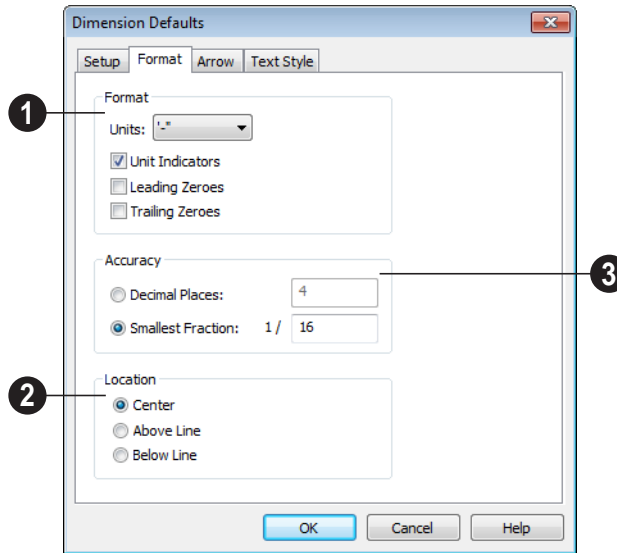 Dimension Defaults
Setup Format Arrow Text Style
Format
1
Units: '-"
Unit Indicators
Leading Zeroes
Trailing Zeroes
Accuracy
3
Decimal Places: 4
Smallest Fraction: 1 / 16
Location
2
Center
Above Line
Below Line
OK Cancel Help